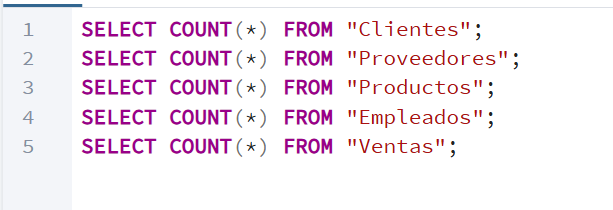 1 SELECT COUNT(*) FROM "Clientes";
2 SELECT COUNT(*) FROM "Proveedores";
3 SELECT COUNT(*) FROM "Productos";
4 SELECT COUNT(*) FROM "Empleados";
5 SELECT COUNT(*) FROM "Ventas";